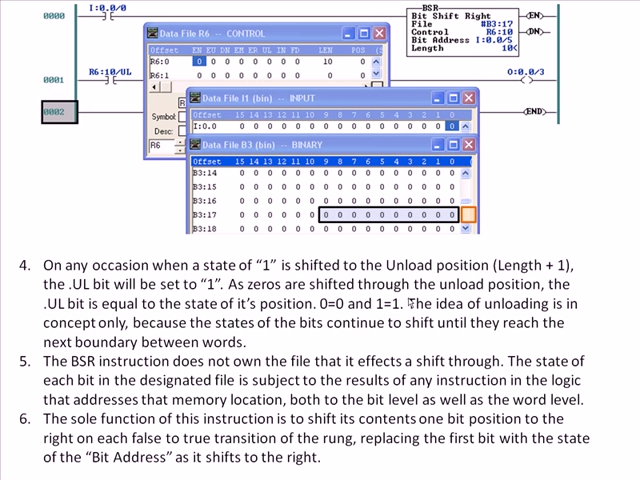 0000
I:0.0/0
BSR
Bit Shift Right
File #B3:17
Control R6:10
Bit Address I:0.0/5
Length 10<
(EN)
(DN)
Data File R6 -- CONTROL
Offset EN EU DN EM ER UL IN FD LEN POS (S
R6:0 0 0 0 0 0 0 0 0 10 0
R6:1 0 0 0 0 0 0 0 0 0 0
0001
R6:10/UL
O:0.0/3
0002
(END)
R
Symbol:
Desc:
R6
Data File I1 (bin) -- INPUT
Offset 15 14 13 12 11 10 9 8 7 6 5 4 3 2 1 0
I:0.0 0 0 0 0 0 0 0 0 0 0 0 0 0 0 0 0
Data File B3 (bin) -- BINARY
Offset 15 14 13 12 11 10 9 8 7 6 5 4 3 2 1 0 (
B3:14 0 0 0 0 0 0 0 0 0 0 0 0 0 0 0 0
B3:15 0 0 0 0 0 0 0 0 0 0 0 0 0 0 0 0
B3:16 0 0 0 0 0 0 0 0 0 0 0 0 0 0 0 0
B3:17 0 0 0 0 0 0 0 0 0 0 0 0 0 0 0 0
B3:18 0 0 0 0 0 0 0 0 0 0 0 0 0 0 0 0
4. On any occasion when a state of “1” is shifted to the Unload position (Length + 1),
the .UL bit will be set to “1”. As zeros are shifted through the unload position, the
.UL bit is equal to the state of it’s position. 0=0 and 1=1. The idea of unloading is in
concept only, because the states of the bits continue to shift until they reach the
next boundary between words.
5. The BSR instruction does not own the file that it effects a shift through. The state of
each bit in the designated file is subject to the results of any instruction in the logic
that addresses that memory location, both to the bit level as well as the word level.
6. The sole function of this instruction is to shift its contents one bit position to the
right on each false to true transition of the rung, replacing the first bit with the state
of the “Bit Address” as it shifts to the right.